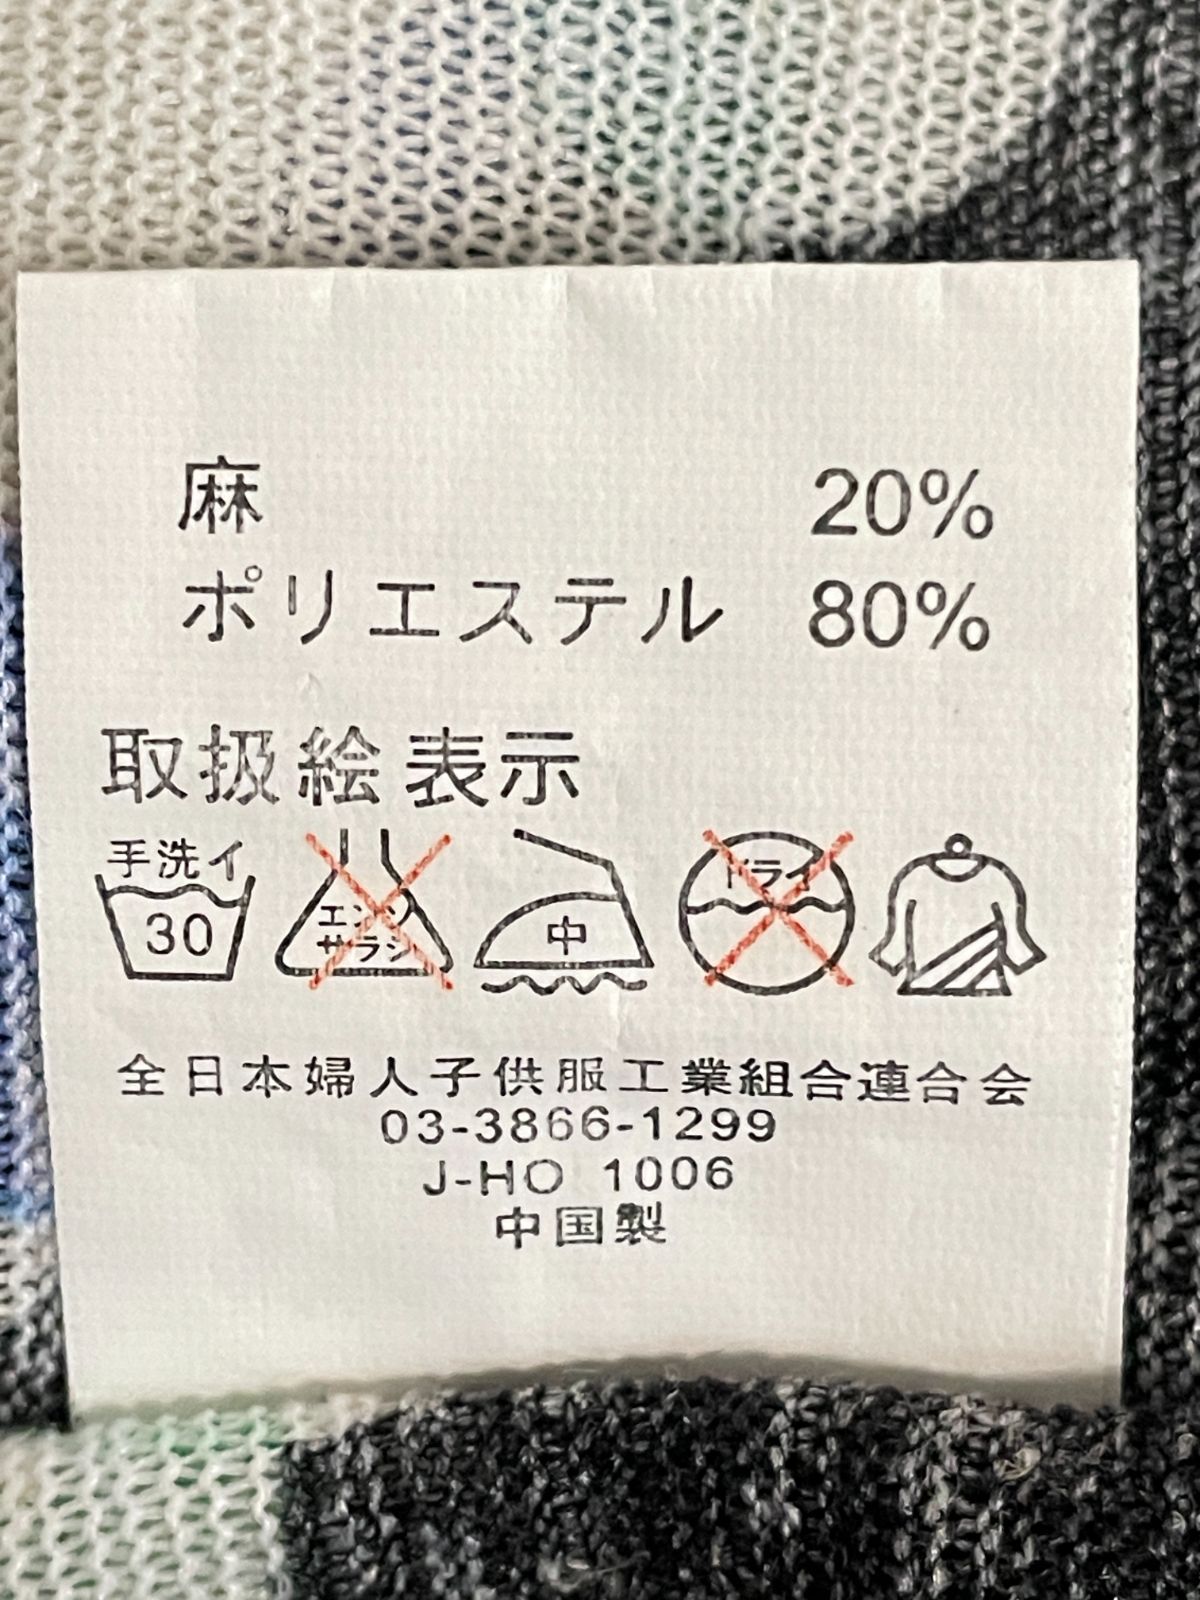 麻 20%
ポリエステル 80%
取扱絵表示
手洗イ
30
エンソ
サラシ
中
ドライ
全日本婦人子供服工業組合連合会
03-3866-1299
J-HO 1006
中国製